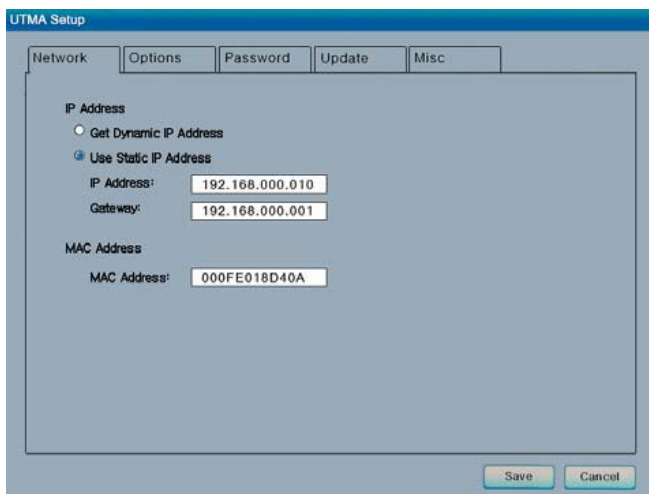 UTMA Setup
Network Options Password Update Misc
IP Address
Get Dynamic IP Address
Use Static IP Address
IP Address: 192.168.000.010
Gateway: 192.168.000.001
MAC Address
MAC Address: 000FE018D40A
Save Cancel